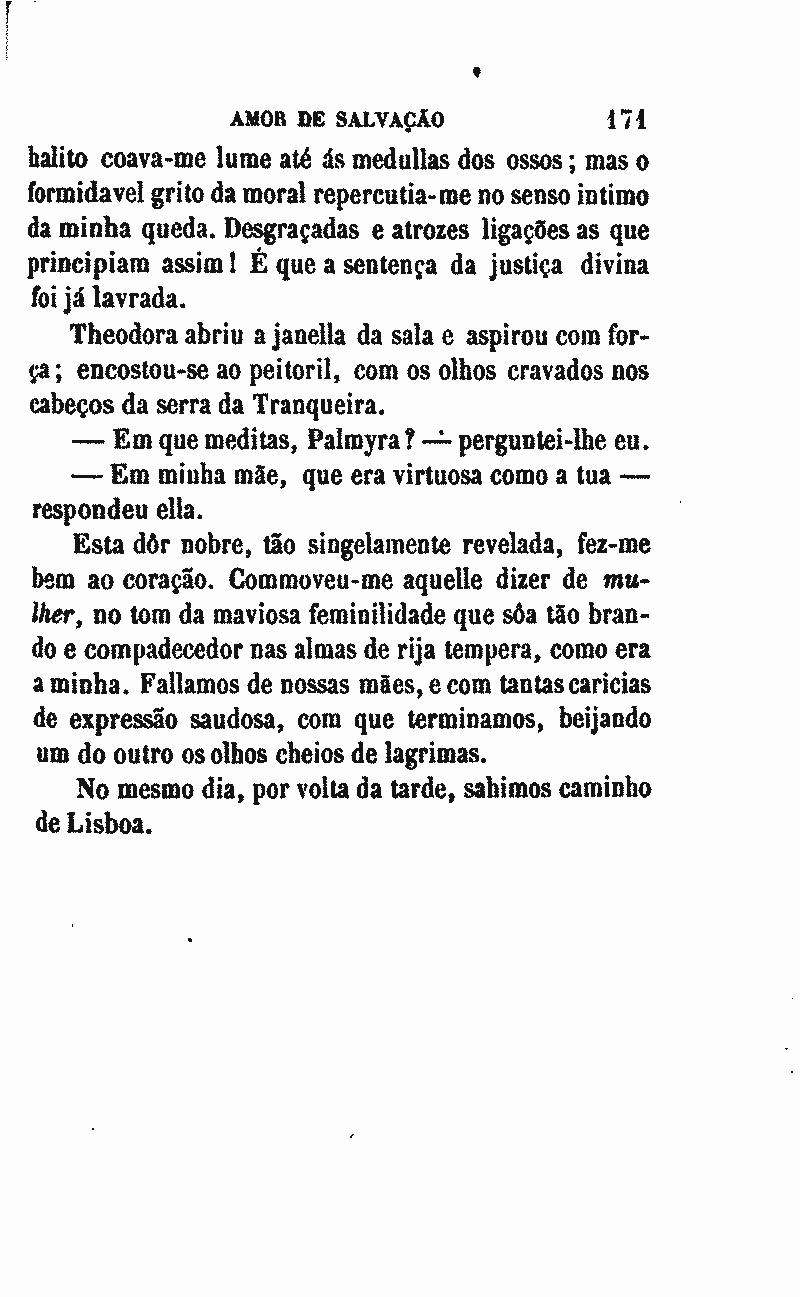 AMOR DE SALVAÇÃO 171
halito coava-me lume até ás medullas dos ossos; mas o
formidavel grito da moral repercutia-me no senso intimo
da minha queda. Desgraçadas e atrozes ligações as que
principiam assim! É que a sentença da justiça divina
foi já lavrada.
Theodora abriu a janella da sala e aspirou com for-
ça; encostou-se ao peitoril, com os olhos cravados nos
cabeços da serra da Tranqueira.
— Em que meditas, Palmyra? — perguntei-lhe eu.
— Em minha mãe, que era virtuosa como a tua —
respondeu ella.
Esta dôr nobre, tão singelamente revelada, fez-me
bem ao coração. Commoveu-me aquelle dizer de mu-
lher, no tom da maviosa feminilidade que sôa tão bran-
do e compadecedor nas almas de rija tempera, como era
a minha. Fallamos de nossas mães, e com tantas caricias
de expressão saudosa, com que terminamos, beijando
um do outro os olhos cheios de lagrimas.
No mesmo dia, por volta da tarde, sahimos caminho
de Lisboa.